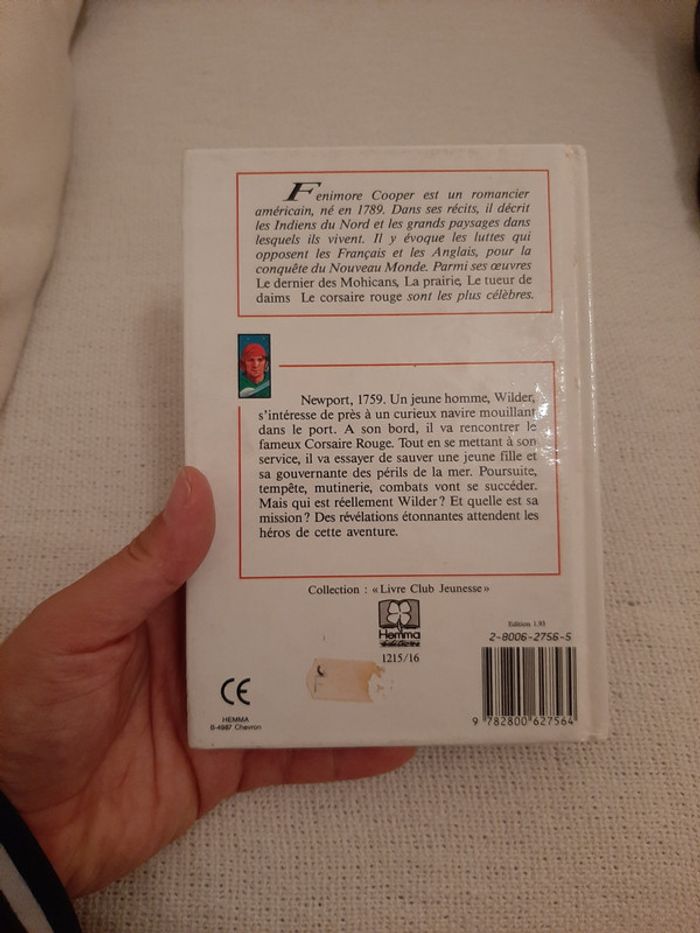 Fenimore Cooper est un romancier
américain, né en 1789. Dans ses récits, il décrit
les Indiens du Nord et les grands paysages dans
lesquels ils vivent. Il y évoque les luttes qui
opposent les Français et les Anglais, pour la
conquête du Nouveau Monde. Parmi ses œuvres
Le dernier des Mohicans, La prairie, Le tueur de
daims Le corsaire rouge sont les plus célèbres.
Newport, 1759. Un jeune homme, Wilder,
s'intéresse de près à un curieux navire mouillant
dans le port. A son bord, il va rencontrer le
fameux Corsaire Rouge. Tout en se mettant à son
service, il va essayer de sauver une jeune fille et
sa gouvernante des périls de la mer. Poursuite,
tempête, mutinerie, combats vont se succéder.
Mais qui est réellement Wilder ? Et quelle est sa
mission ? Des révélations étonnantes attendent les
héros de cette aventure.
Collection : « Livre Club Jeunesse »
Hemma
éditions
1215/16
Edition 1.93
2-8006-2756-5
9 782800 627564
CE
HEMMA
B-4987 Chevron